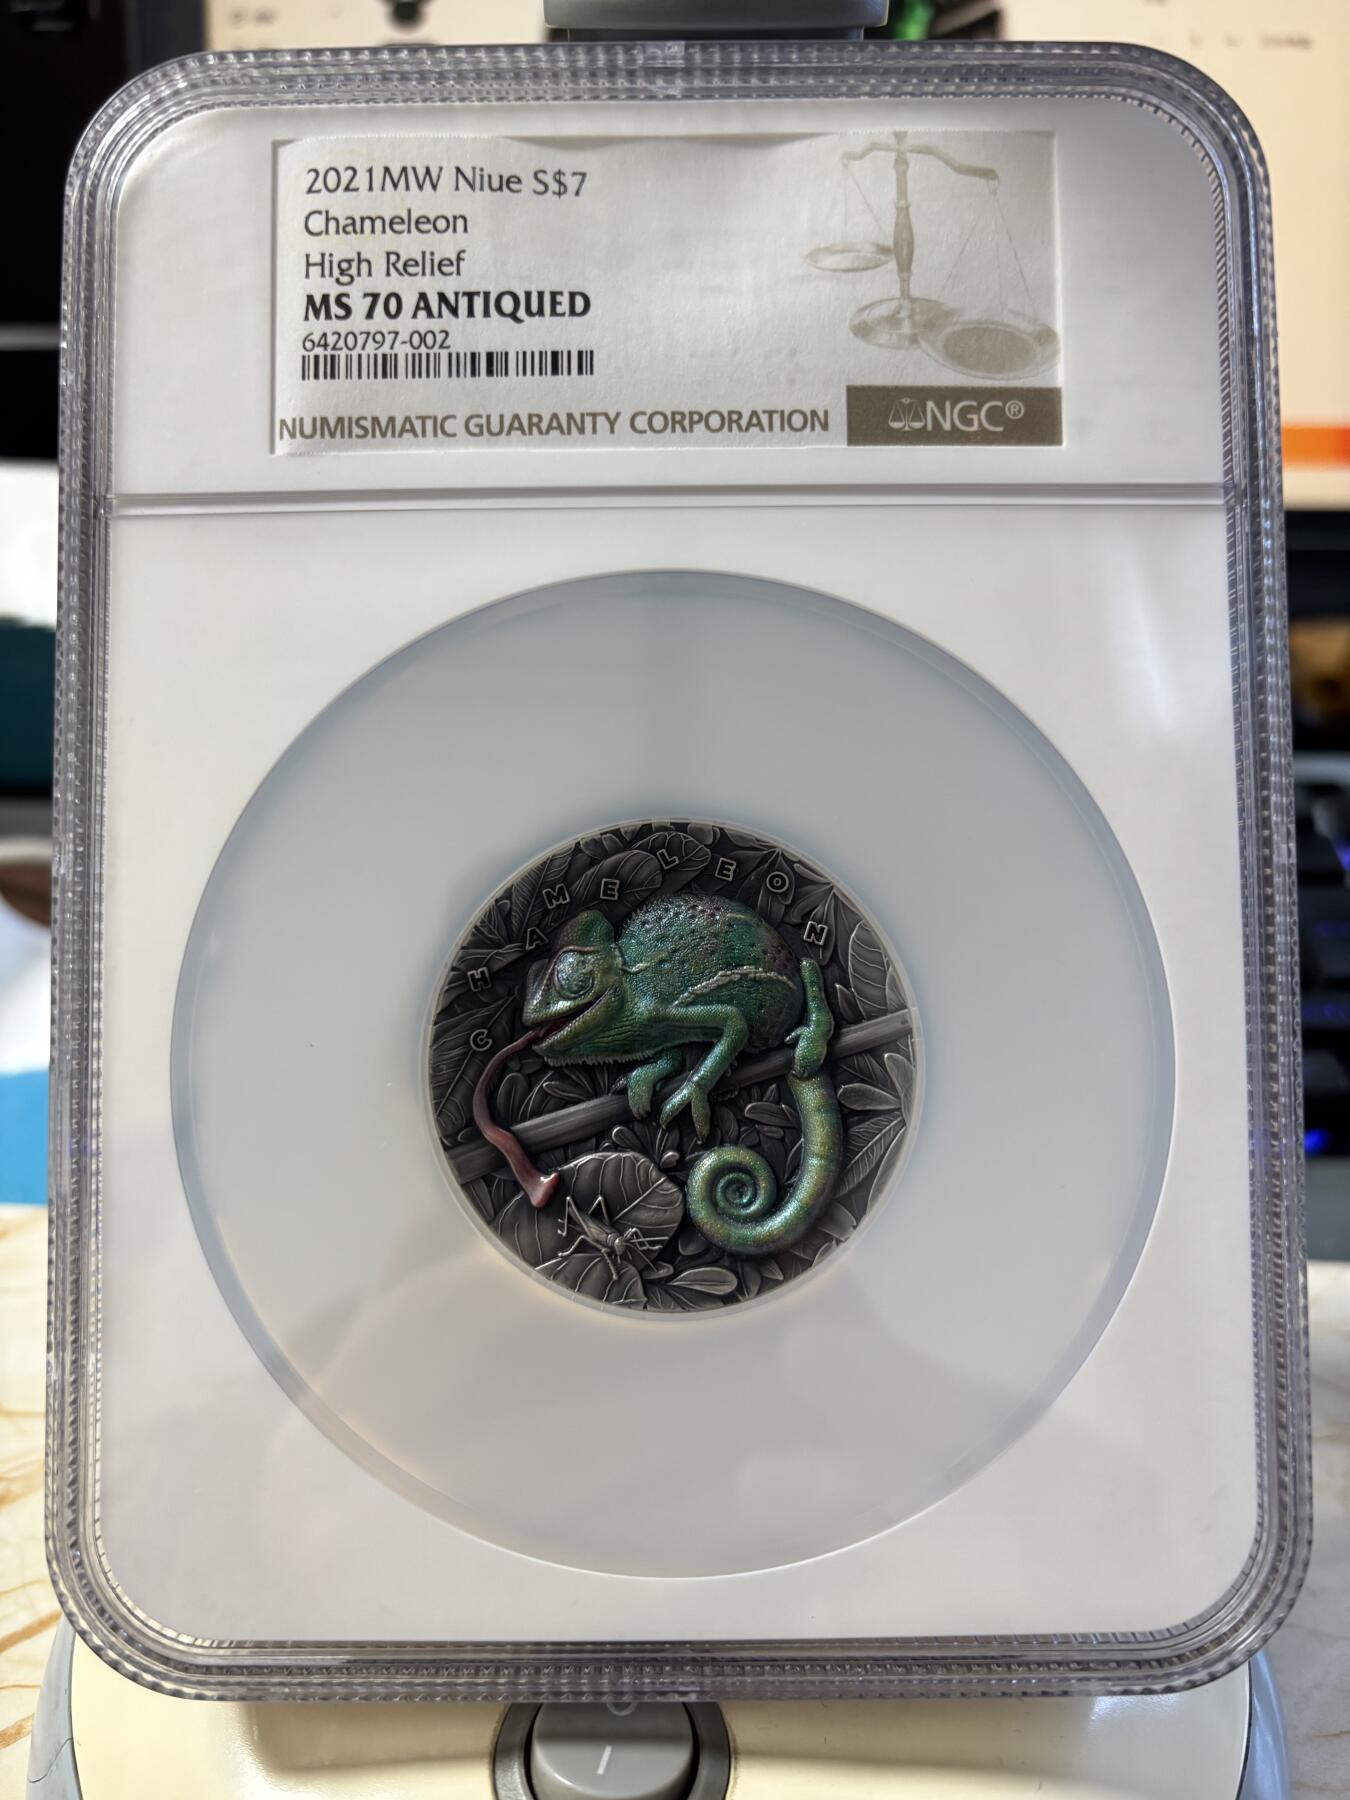 2021MW Niue S$7
Chameleon
High Relief
MS 70 ANTIQUED
6420797-002
NUMISMATIC GUARANTY CORPORATION NGC®
CHAMELEON